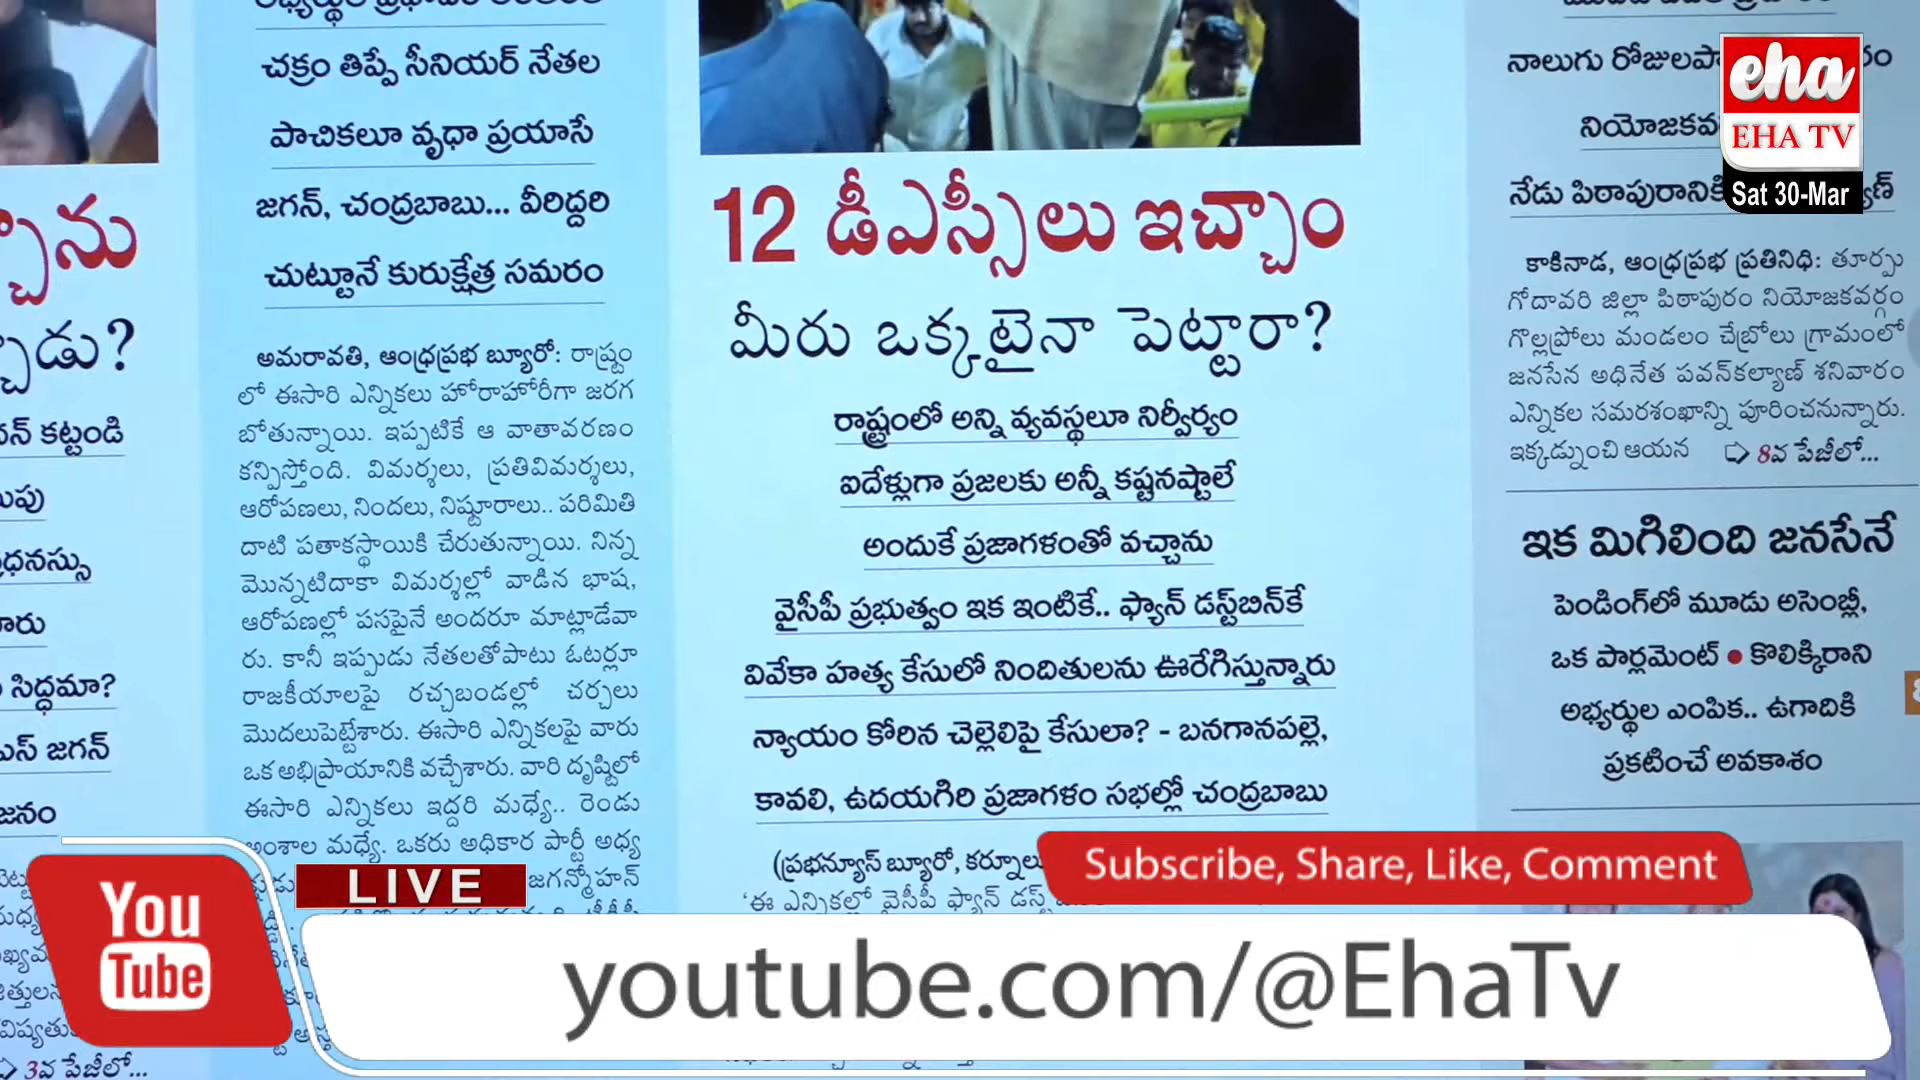 చ్చాను
చ్చాడు?
కట్టండి
సిద్ధమా?
జగన్
జనం
3వ పేజీలో...
చక్రం తిప్పే సీనియర్ నేతల
పాచికలూ వృధా ప్రయాసే
జగన్, చంద్రబాబు... వీరిద్దరి
చుట్టూనే కురుక్షేత్ర సమరం
అమరావతి, ఆంధ్రప్రభ బ్యూరో: రాష్ట్రం
లో ఈసారి ఎన్నికలు హోరాహోరీగా జరగ
బోతున్నాయి. ఇప్పటికే ఆ వాతావరణం
కన్పిస్తోంది. విమర్శలు, ప్రతివిమర్శలు,
ఆరోపణలు, నిందలు, నిష్టూరాలు.. పరిమితి
దాటి పతాకస్థాయికి చేరుతున్నాయి. నిన్న
మొన్నటిదాకా విమర్శల్లో వాడిన భాష,
ఆరోపణల్లో పసపైనే అందరూ మాట్లాడేవా
రు. కానీ ఇప్పుడు నేతలతోపాటు ఓటర్లూ
రాజకీయాలపై రచ్చబండల్లో చర్చలు
మొదలుపెట్టేశారు. ఈసారి ఎన్నికలపై వారు
ఒక అభిప్రాయానికి వచ్చేశారు. వారి దృష్టిలో
ఈసారి ఎన్నికలు ఇద్దరి మధ్యే.. రెండు
అంశాల మధ్యే. ఒకరు అధికార పార్టీ అధ్య
జగన్మోహన్
12 డీఎస్సీలు ఇచ్చాం
మీరు ఒక్కటైనా పెట్టారా?
రాష్ట్రంలో అన్ని వ్యవస్థలూ నిర్వీర్యం
ఐదేళ్లుగా ప్రజలకు అన్నీ కష్టనష్టాలే
అందుకే ప్రజాగళంతో వచ్చాను
వైసీపీ ప్రభుత్వం ఇక ఇంటికే.. ఫ్యాన్ డస్ట్‌బిన్‌కే
వివేకా హత్య కేసులో నిందితులను ఊరేగిస్తున్నారు
న్యాయం కోరిన చెల్లెలిపై కేసులా? - బనగానపల్లె,
కావలి, ఉదయగిరి ప్రజాగళం సభల్లో చంద్రబాబు
(ప్రభన్యూస్ బ్యూరో, కర్నూలు
'ఈ ఎన్నికల్లో వైసీపీ ఫ్యాన్
నాలుగు
నేడు పిఠాపురానికి
కాకినాడ, ఆంధ్రప్రభ ప్రతినిధి: తూర్పు
గోదావరి జిల్లా పిఠాపురం నియోజకవర్గం
గొల్లప్రోలు మండలం చేబ్రోలు గ్రామంలో
జనసేన అధినేత పవన్‌కల్యాణ్ శనివారం
ఎన్నికల సమరశంఖాన్ని పూరించనున్నారు.
ఇక్కడ్నుంచి ఆయన 8వ పేజీలో...
ఇక మిగిలింది జనసేనే
పెండింగ్‌లో మూడు అసెంబ్లీ,
ఒక పార్లమెంట్ • కొలిక్కిరాని
అభ్యర్థుల ఎంపిక.. ఉగాదికి
ప్రకటించే అవకాశం
eha
EHA TV
Sat 30-Mar
LIVE
Subscribe, Share, Like, Comment
You
Tube
youtube.com/@EhaTv